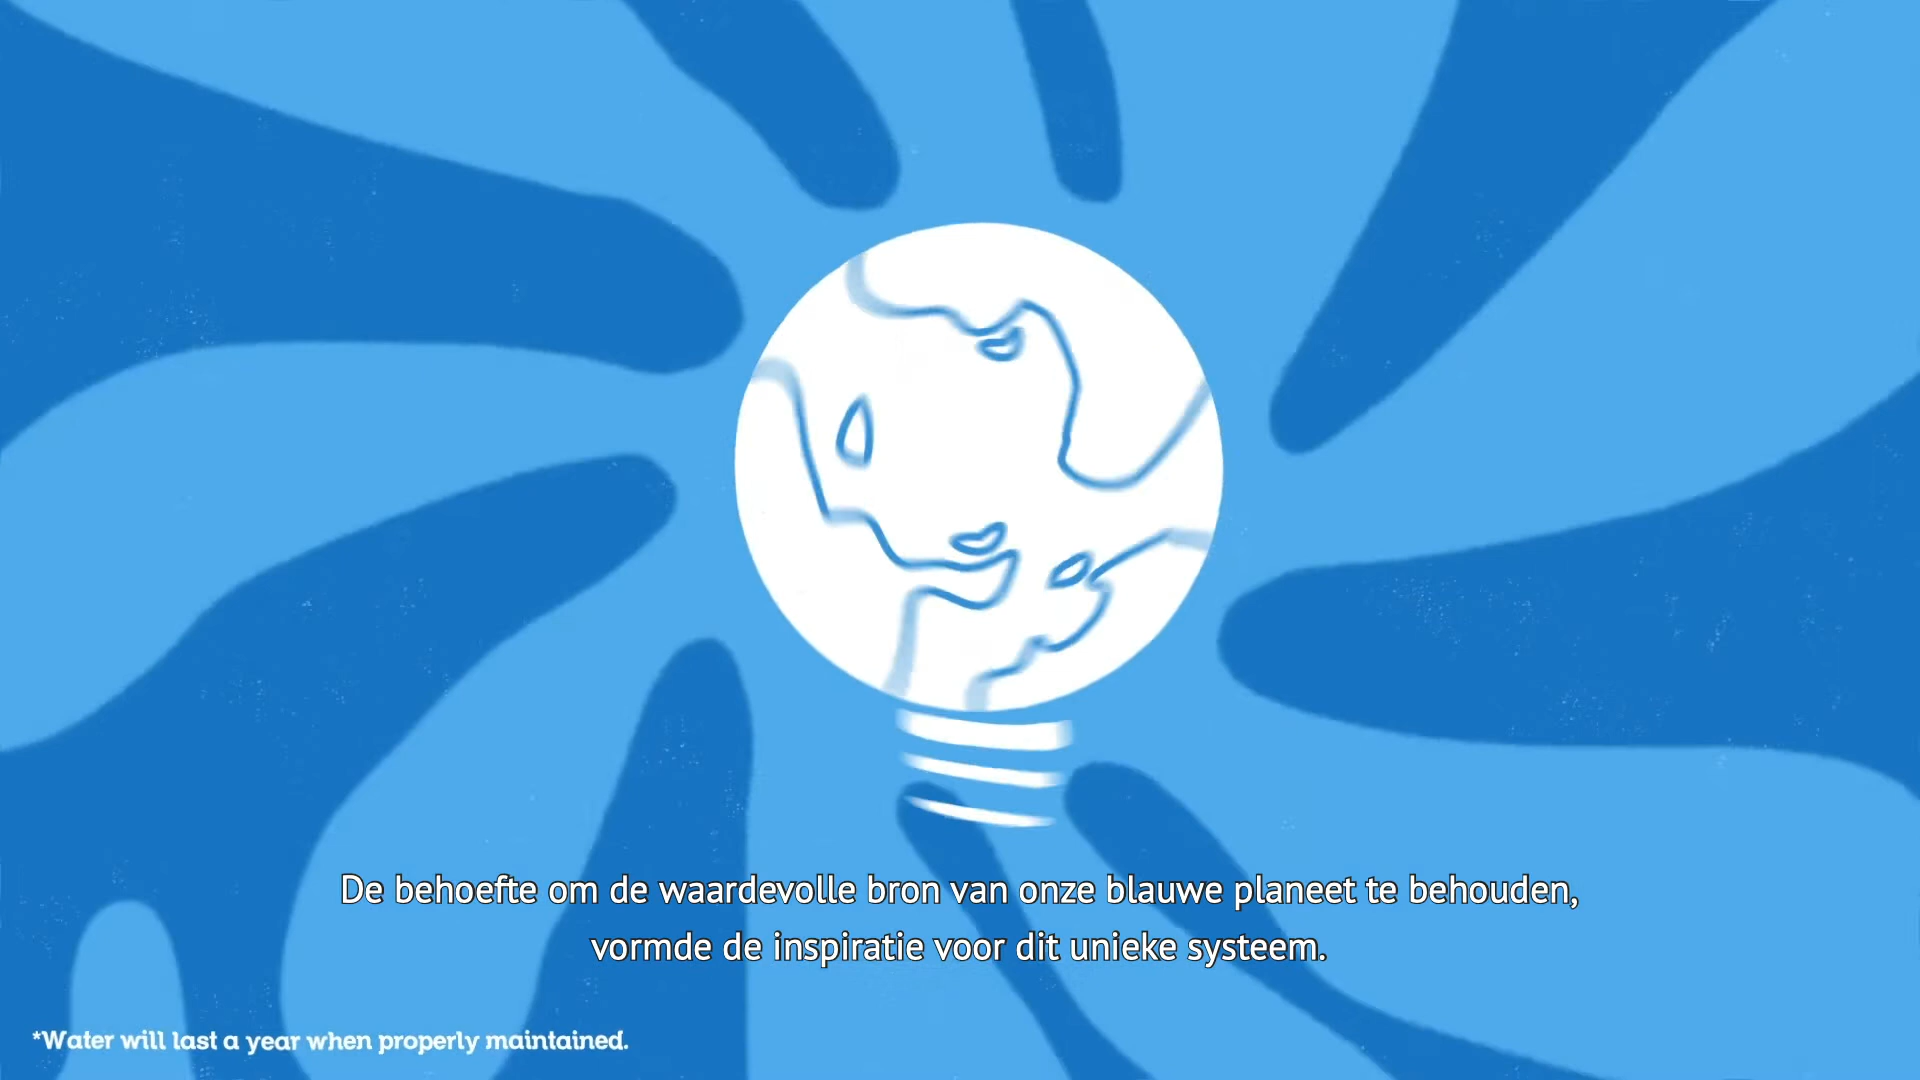 De behoefte om de waardevolle bron van onze blauwe planeet te behouden,
vormde de inspiratie voor dit unieke systeem.
*Water will last a year when properly maintained.